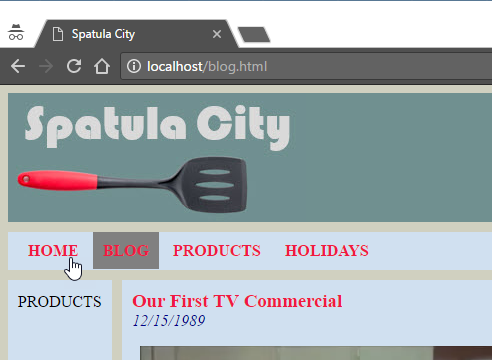 Spatula City
localhost/blog.html
Spatula City
HOME BLOG PRODUCTS HOLIDAYS
PRODUCTS
Our First TV Commercial
12/15/1989